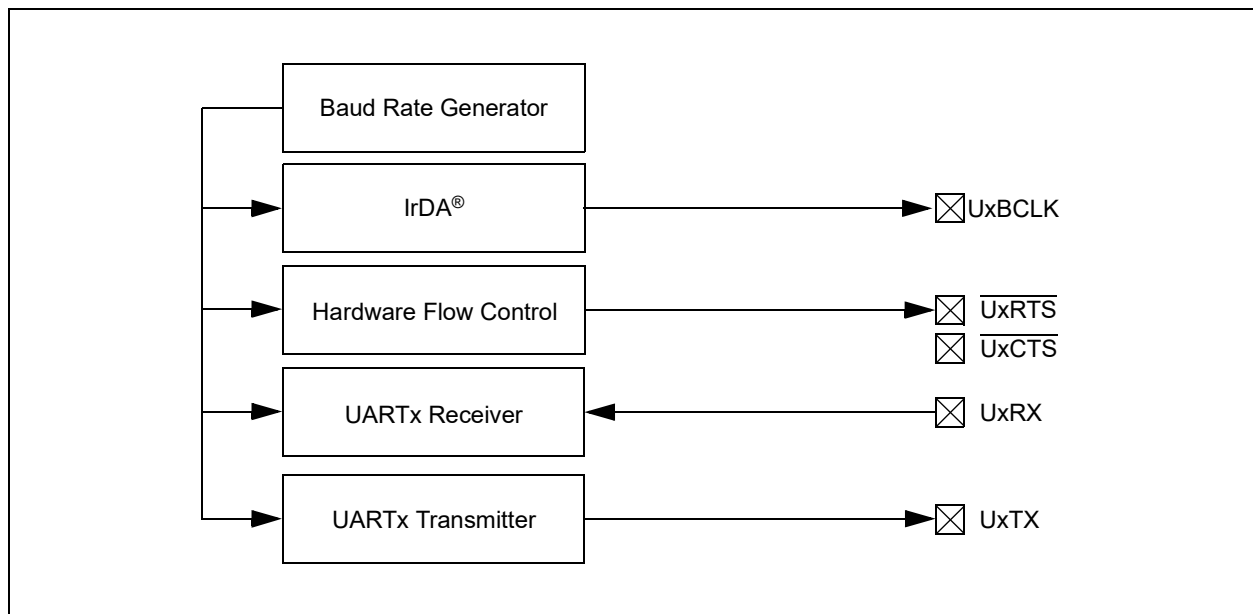 Baud Rate Generator
IrDA®
UxBCLK
Hardware Flow Control
UxRTS
UxCTS
UARTx Receiver
UxRX
UARTx Transmitter
UxTX